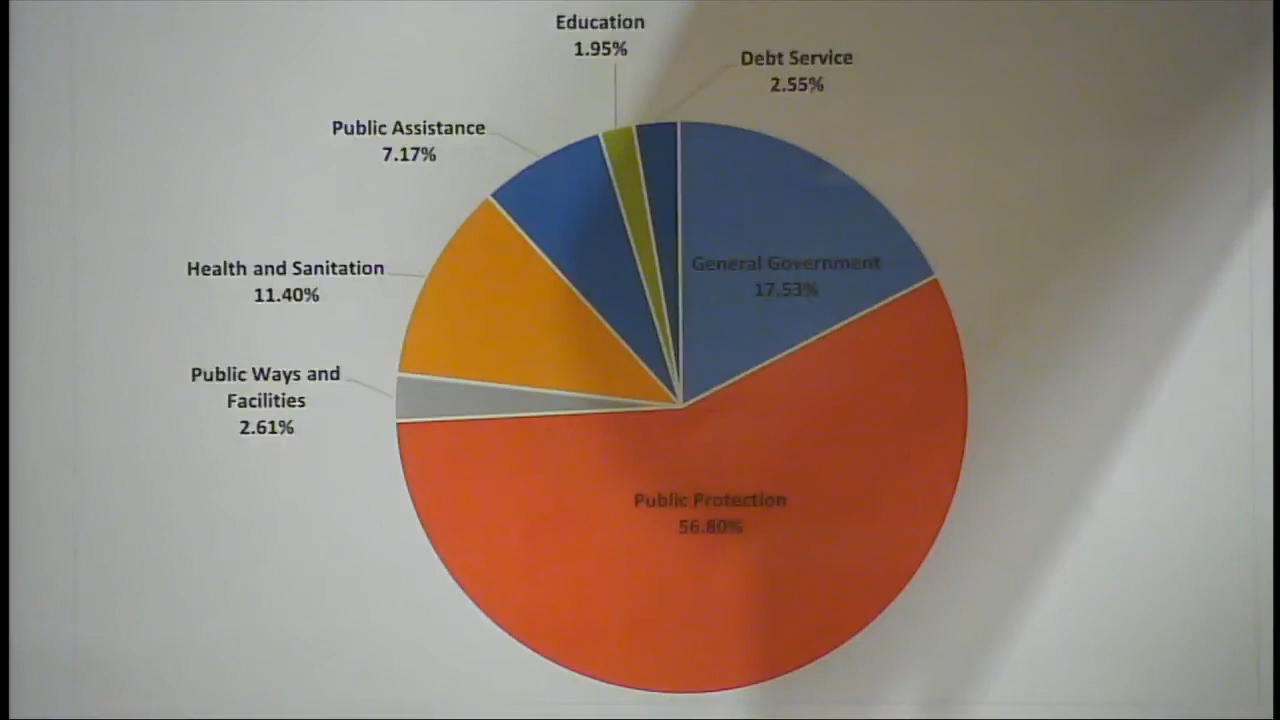 Education
1.95%
Debt Service
2.55%
Public Assistance
7.17%
Health and Sanitation
11.40%
General Government
17.53%
Public Ways and
Facilities
2.61%
Public Protection
56.80%